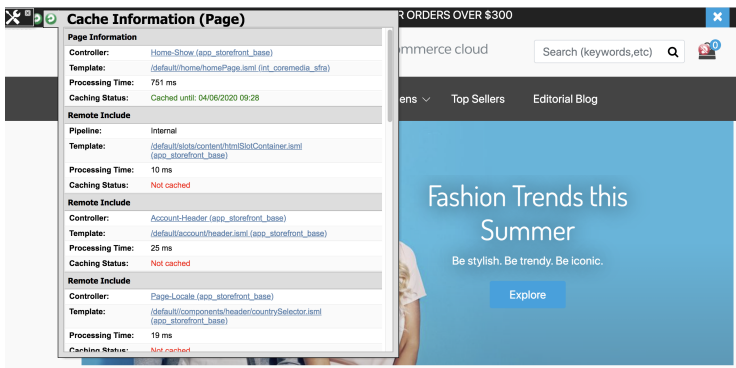 R ORDERS OVER $300
Cache Information (Page)
Page Information
Controller: Home-Show (app_storefront_base)
Template: /default//home/homePage.isml (int_coremedia_sfra)
Processing Time: 751 ms
Caching Status: Cached until: 04/06/2020 09:28
Remote Include
Pipeline: Internal
Template: /default/slots/content/htmlSlotContainer.isml
(app_storefront_base)
Processing Time: 10 ms
Caching Status: Not cached
Remote Include
Controller: Account-Header (app_storefront_base)
Template: /default/account/header.isml (app_storefront_base)
Processing Time: 25 ms
Caching Status: Not cached
Remote Include
Controller: Page-Locale (app_storefront_base)
Template: /default//components/header/countrySelector.isml
(app_storefront_base)
Processing Time: 19 ms
Caching Status: Not cached
ommerce cloud
Search (keywords,etc)
0
ens
Top Sellers
Editorial Blog
Fashion Trends this
Summer
Be stylish. Be trendy. Be iconic.
Explore